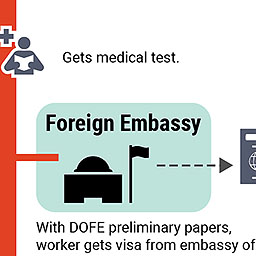 Gets medical test.
Foreign Embassy
With DOFE preliminary papers,
worker gets visa from embassy of